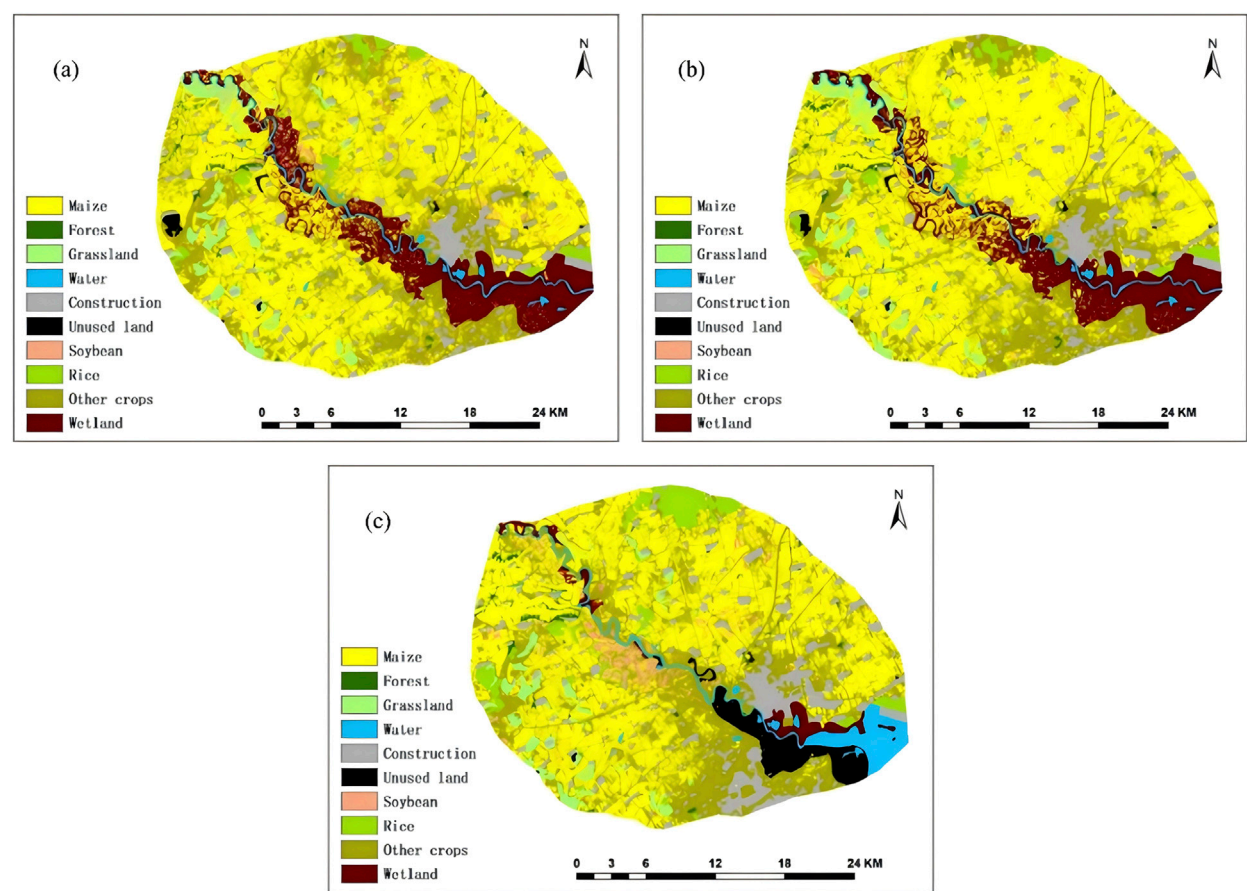 (a)
N
Maize
Forest
Grassland
Water
Construction
Unused land
Soybean
Rice
Other crops
Wetland
0 3 6 12 18 24 KM
(b)
N
Maize
Forest
Grassland
Water
Construction
Unused land
Soybean
Rice
Other crops
Wetland
0 3 6 12 18 24 KM
(c)
N
Maize
Forest
Grassland
Water
Construction
Unused land
Soybean
Rice
Other crops
Wetland
0 3 6 12 18 24 KM